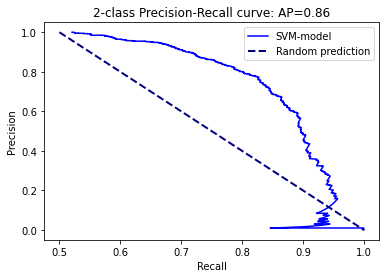 2-class Precision-Recall curve: AP=0.86
SVM-model
Random prediction
Precision
1.0
0.8
0.6
0.4
0.2
0.0
0.5 0.6 0.7 0.8 0.9 1.0
Recall